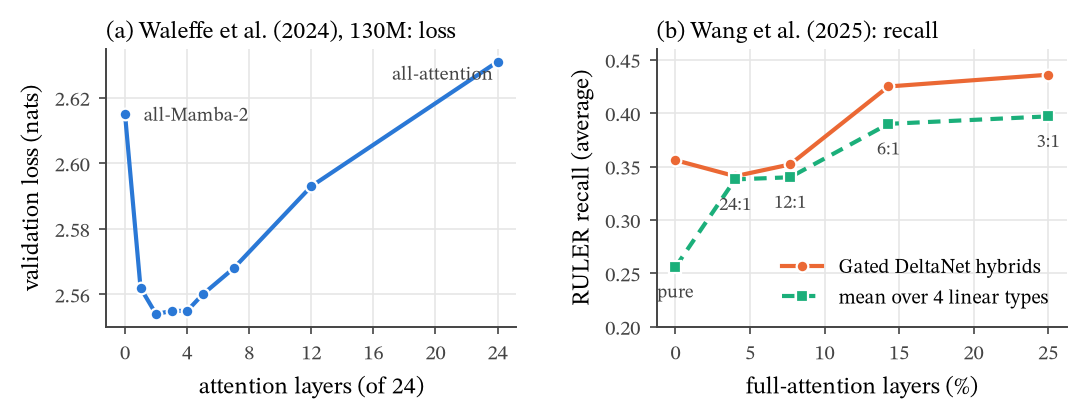 (a) Waleffe et al. (2024), 130M: loss
validation loss (nats)
2.62
2.60
2.58
2.56
all-Mamba-2
all-attention
0 4 8 12 16 20 24
attention layers (of 24)
(b) Wang et al. (2025): recall
RULER recall (average)
0.45
0.40
0.35
0.30
0.25
0.20
pure
24:1
12:1
6:1
3:1
Gated DeltaNet hybrids
mean over 4 linear types
0 5 10 15 20 25
full-attention layers (%)